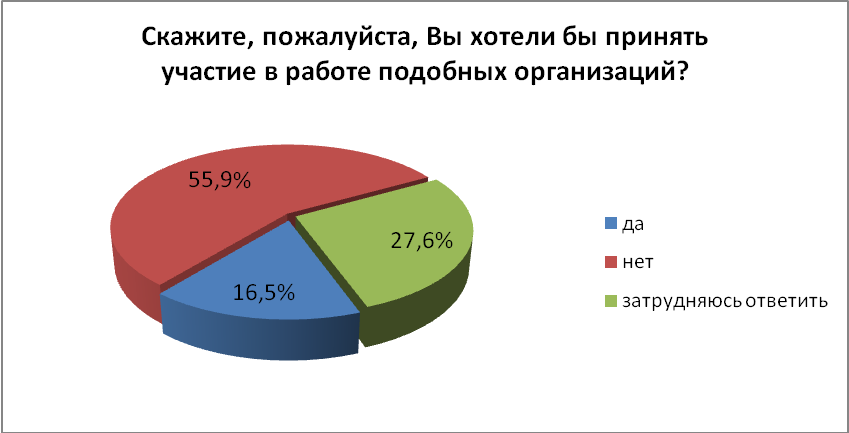 Скажите, пожалуйста, Вы хотели бы принять
участие в работе подобных организаций?
55,9%
27,6%
16,5%
да
нет
затрудняюсь ответить